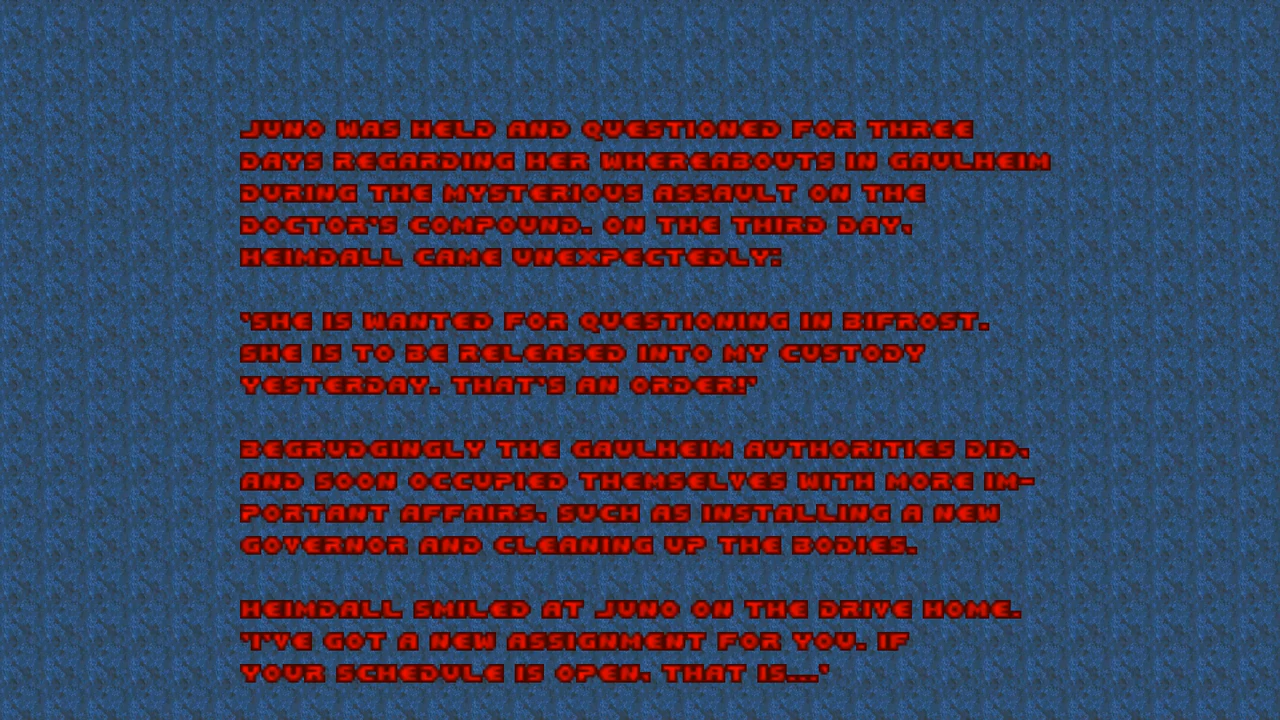 JUNO WAS HELD AND QUESTIONED FOR THREE
DAYS REGARDING HER WHEREABOUTS IN GAULHEIM
DURING THE MYSTERIOUS ASSAULT ON THE
DOCTOR'S COMPOUND. ON THE THIRD DAY,
HEIMDALL CAME UNEXPECTEDLY:

'SHE IS WANTED FOR QUESTIONING IN BIFROST.
SHE IS TO BE RELEASED INTO MY CUSTODY
YESTERDAY. THAT'S AN ORDER!'

BEGRUDGINGLY THE GAULHEIM AUTHORITIES DID,
AND SOON OCCUPIED THEMSELVES WITH MORE IM-
PORTANT AFFAIRS, SUCH AS INSTALLING A NEW
GOVERNOR AND CLEANING UP THE BODIES.

HEIMDALL SMILED AT JUNO ON THE DRIVE HOME.
'I'VE GOT A NEW ASSIGNMENT FOR YOU. IF
YOUR SCHEDULE IS OPEN, THAT IS...'